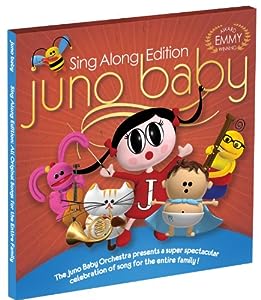 juno baby
Sing Along Edition, All Original Songs for the Entire Family
Sing Along Edition
AWARD
EMMY
WINNING
juno baby
J
The Juno Baby Orchestra presents a super spectacular
celebration of song for the entire family!